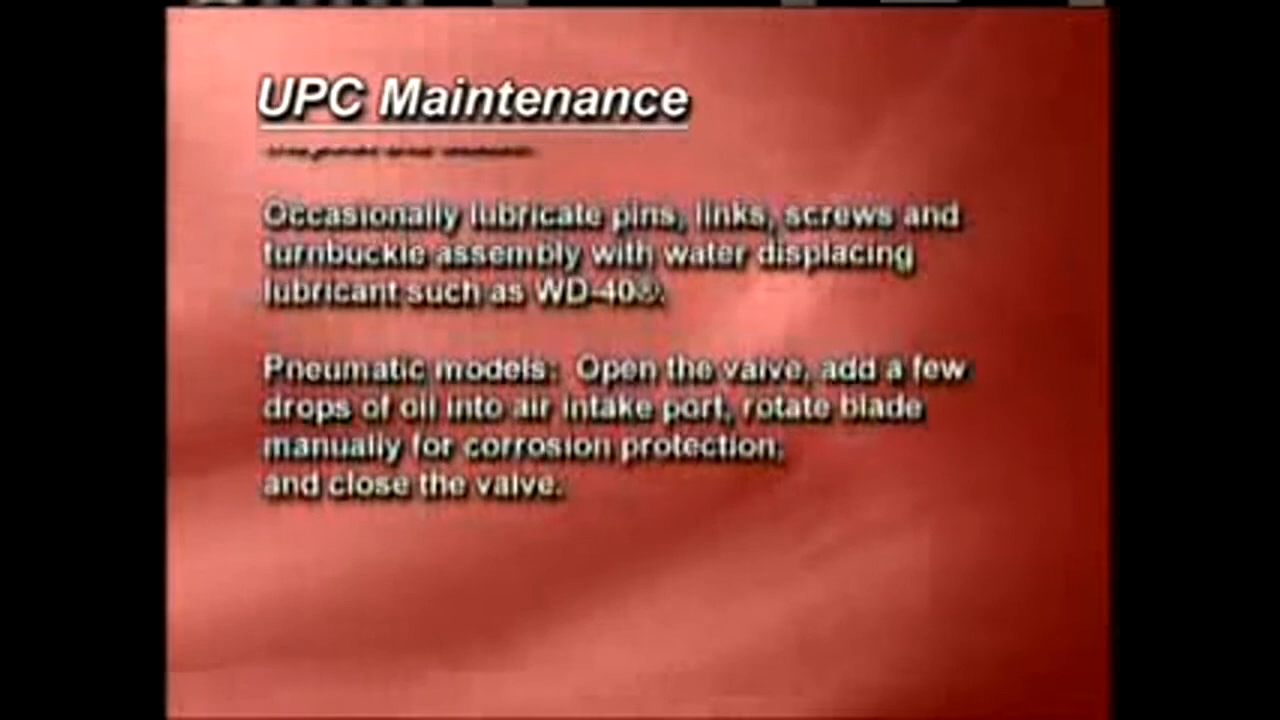 UPC Maintenance
Occasionally lubricate pins, links, screws and
turnbuckle assembly with water displacing
lubricant such as WD-40®.
Pneumatic models: Open the valve, add a few
drops of oil into air intake port, rotate blade
manually for corrosion protection,
and close the valve.